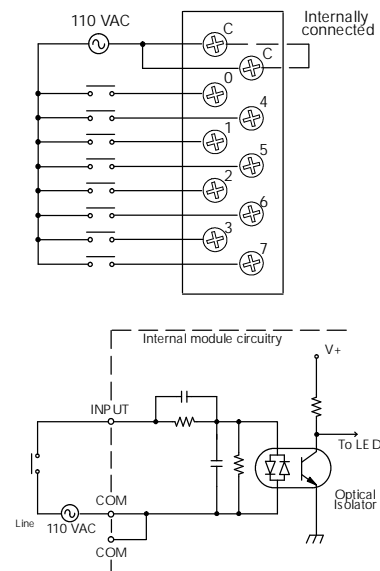 110 VAC
Internally
connected
C
C
0
4
1
5
2
6
3
7
Internal module circuitry
V+
INPUT
To LED
COM
Optical
Isolator
Line
110 VAC
COM